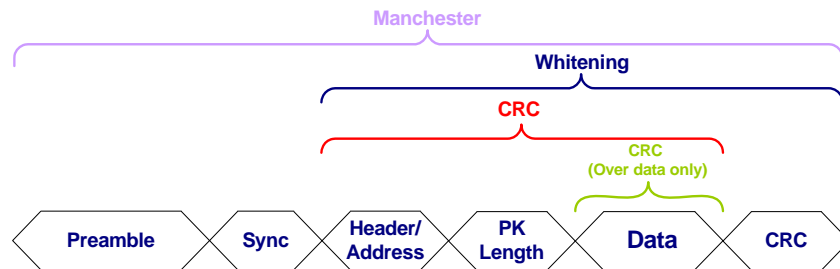 Manchester
Whitening
CRC
CRC
(Over data only)
Preamble
Sync
Header/
Address
PK
Length
Data
CRC